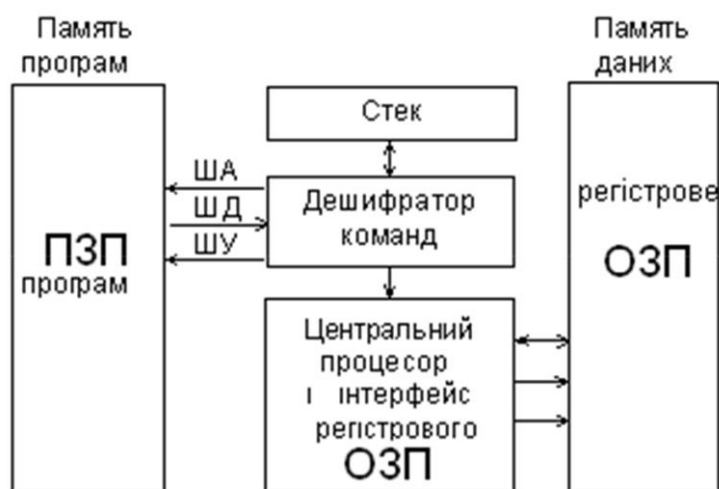 Память
програм
Память
даних
Стек
ША
ШД
ШУ
Дешифратор
команд
ПЗП
програм
регістрове
ОЗП
Центральний
процесор
і інтерфейс
регістрового
ОЗП